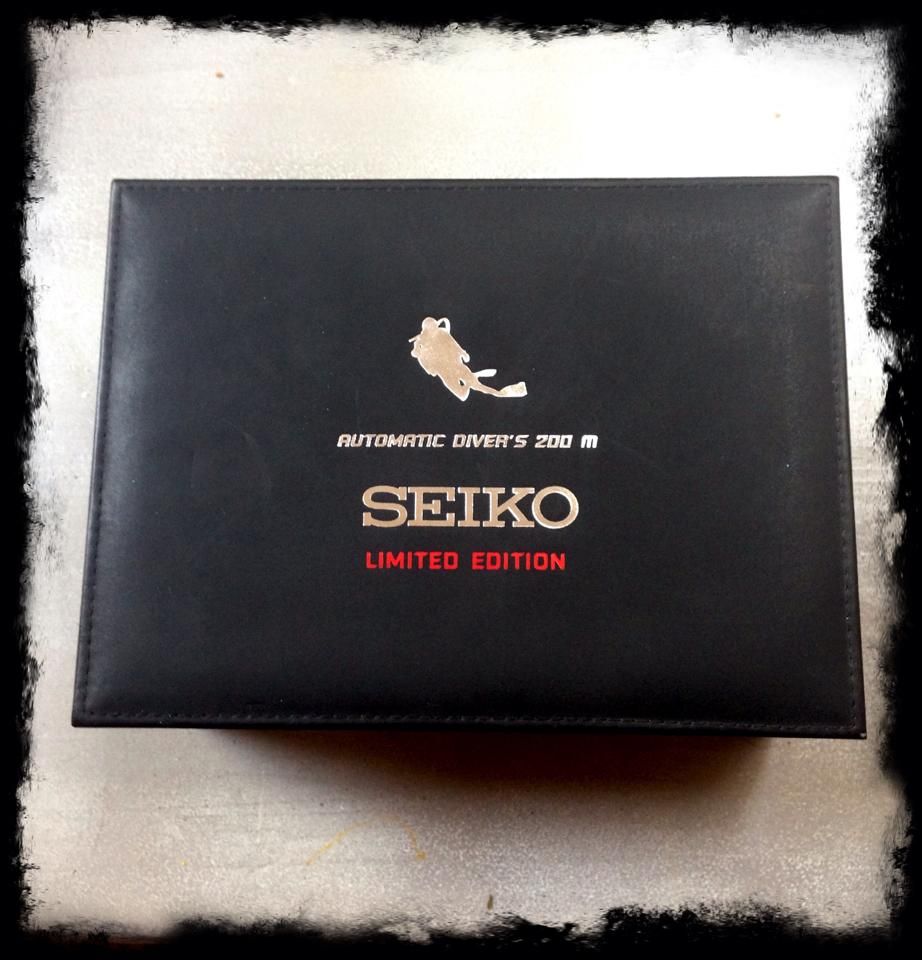 AUTOMATIC DIVER'S 200 M
SEIKO
LIMITED EDITION